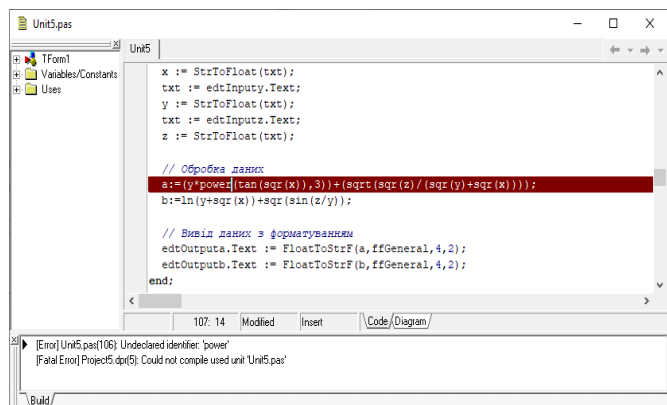 Unit5.pas
TForm1
Variables/Constants
Uses
Unit5
x := StrToFloat(txt);
txt := edtInputy.Text;
y := StrToFloat(txt);
txt := edtInputz.Text;
z := StrToFloat(txt);
// Обробка даних
a:=(y*power(tan(sqr(x)),3))+(sqrt(sqr(z)/(sqr(y)+sqr(x))));
b:=ln(y+sqr(x))+sqr(sin(z/y));
// Вивід даних з форматуванням
edtOutputa.Text := FloatToStrF(a,ffGeneral,4,2);
edtOutputb.Text := FloatToStrF(b,ffGeneral,4,2);
end;
107: 14 Modified Insert Code Diagram
[Error] Unit5.pas(106): Undeclared identifier: 'power'
[Fatal Error] Project5.dpr(5): Could not compile used unit 'Unit5.pas'
Build